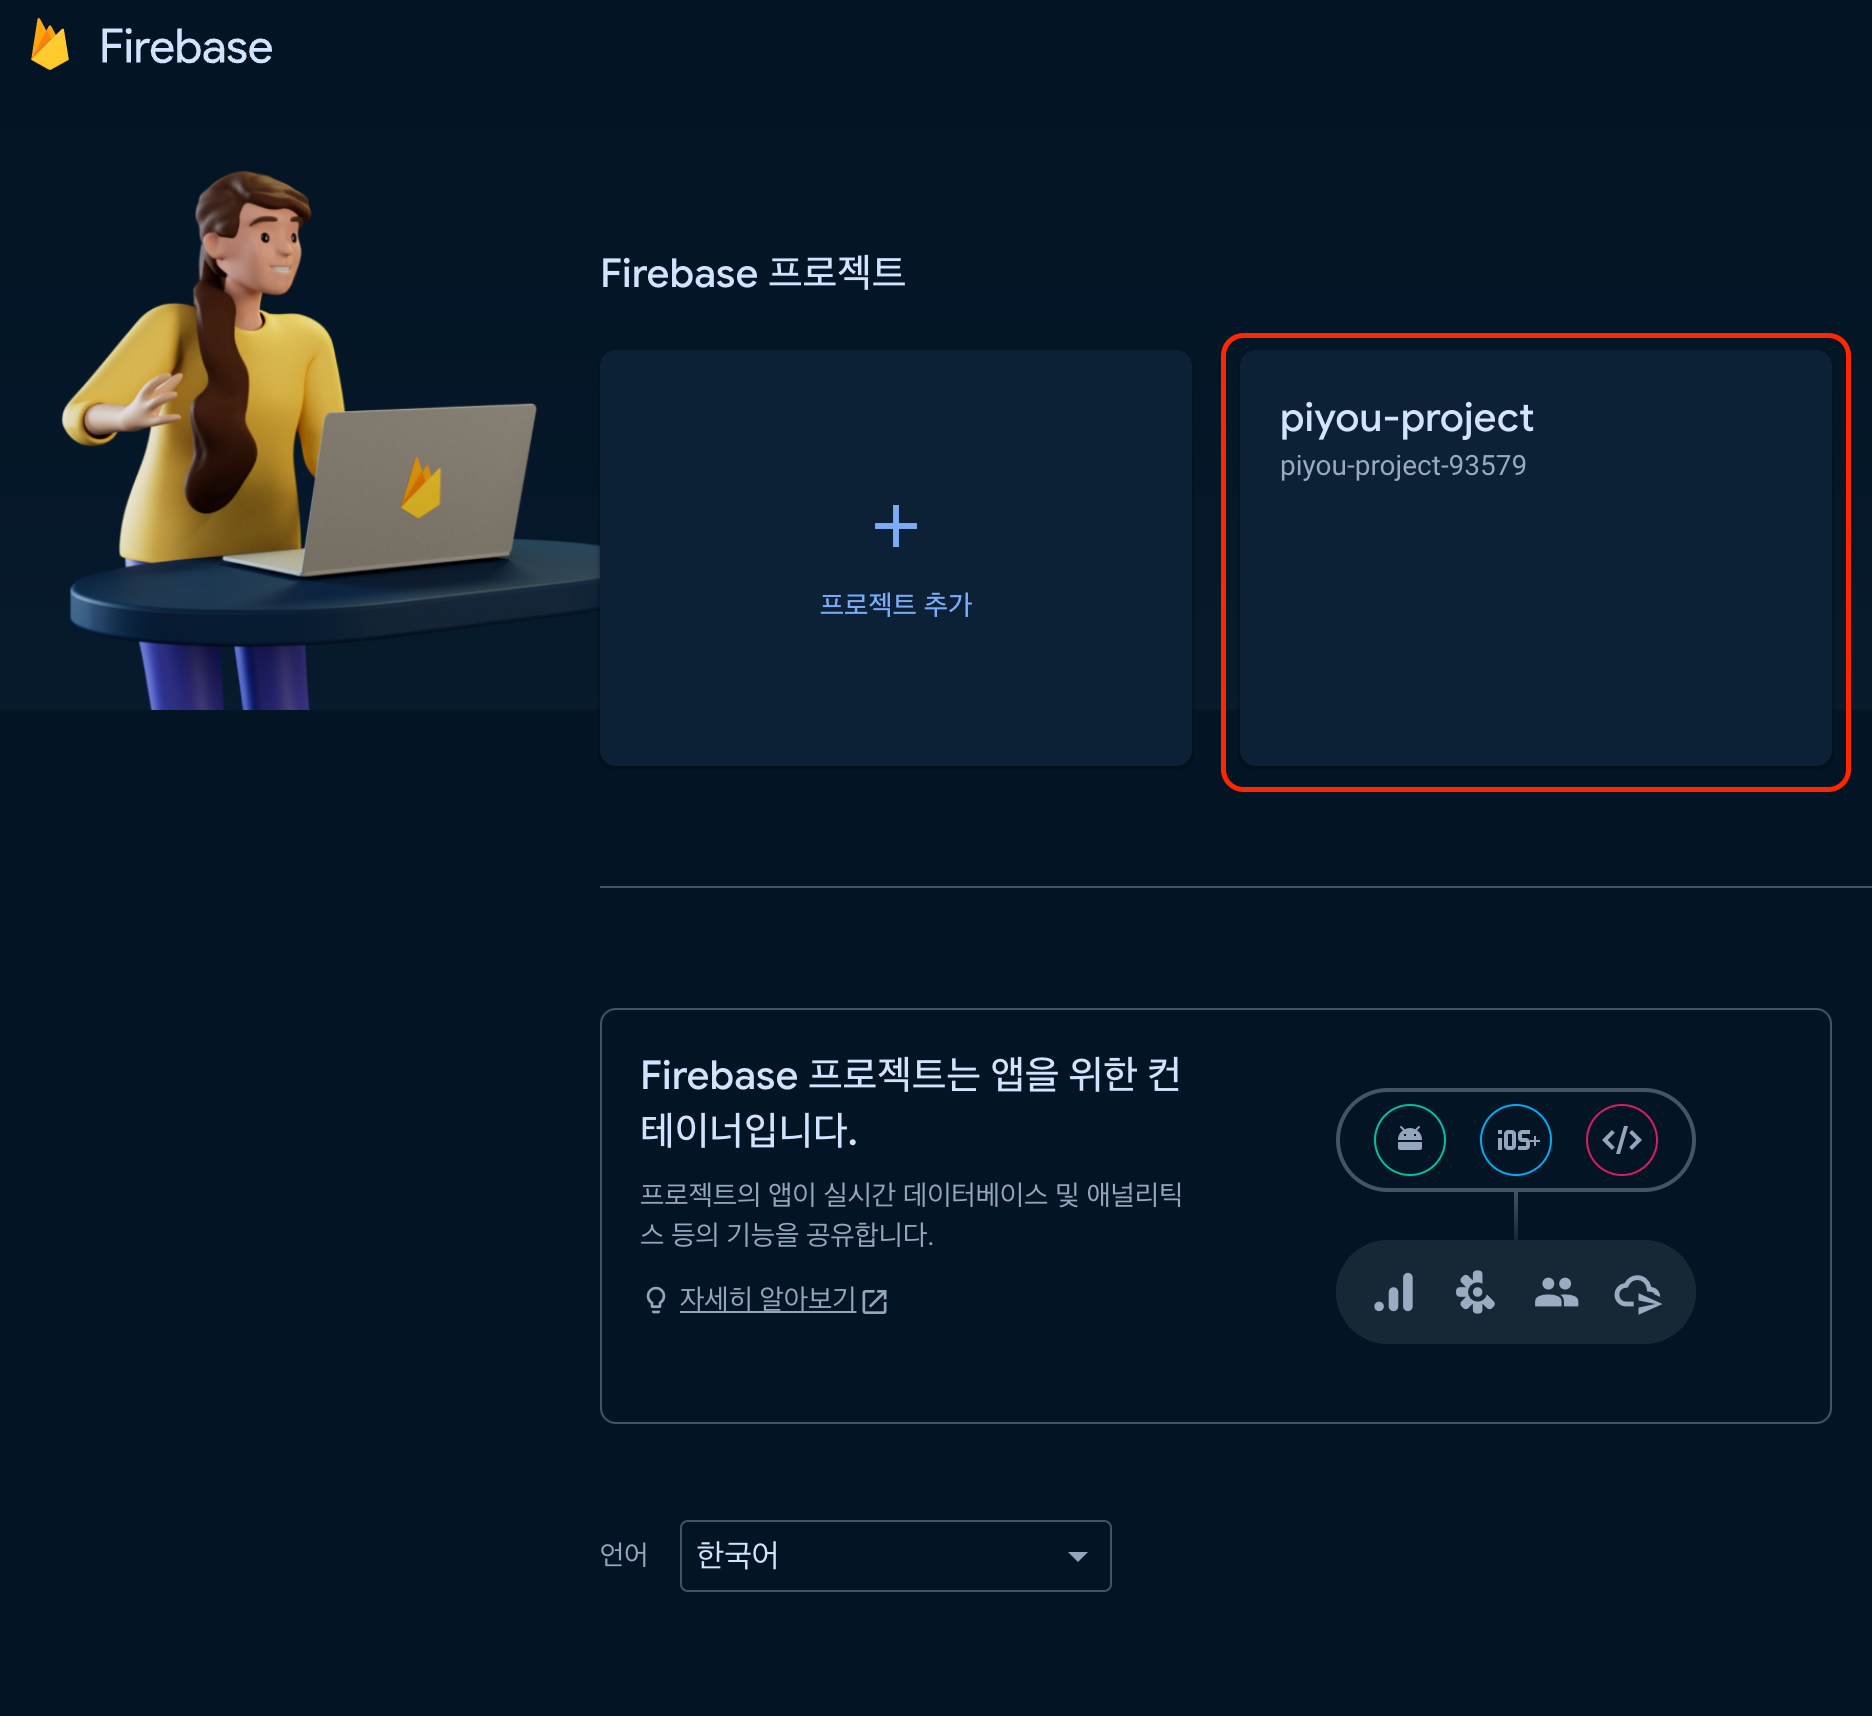 Firebase
Firebase 프로젝트
프로젝트 추가
piyou-project
piyou-project-93579
Firebase 프로젝트는 앱을 위한 컨
테이너입니다.
프로젝트의 앱이 실시간 데이터베이스 및 애널리틱
스 등의 기능을 공유합니다.
자세히 알아보기
iOS+
언어
한국어